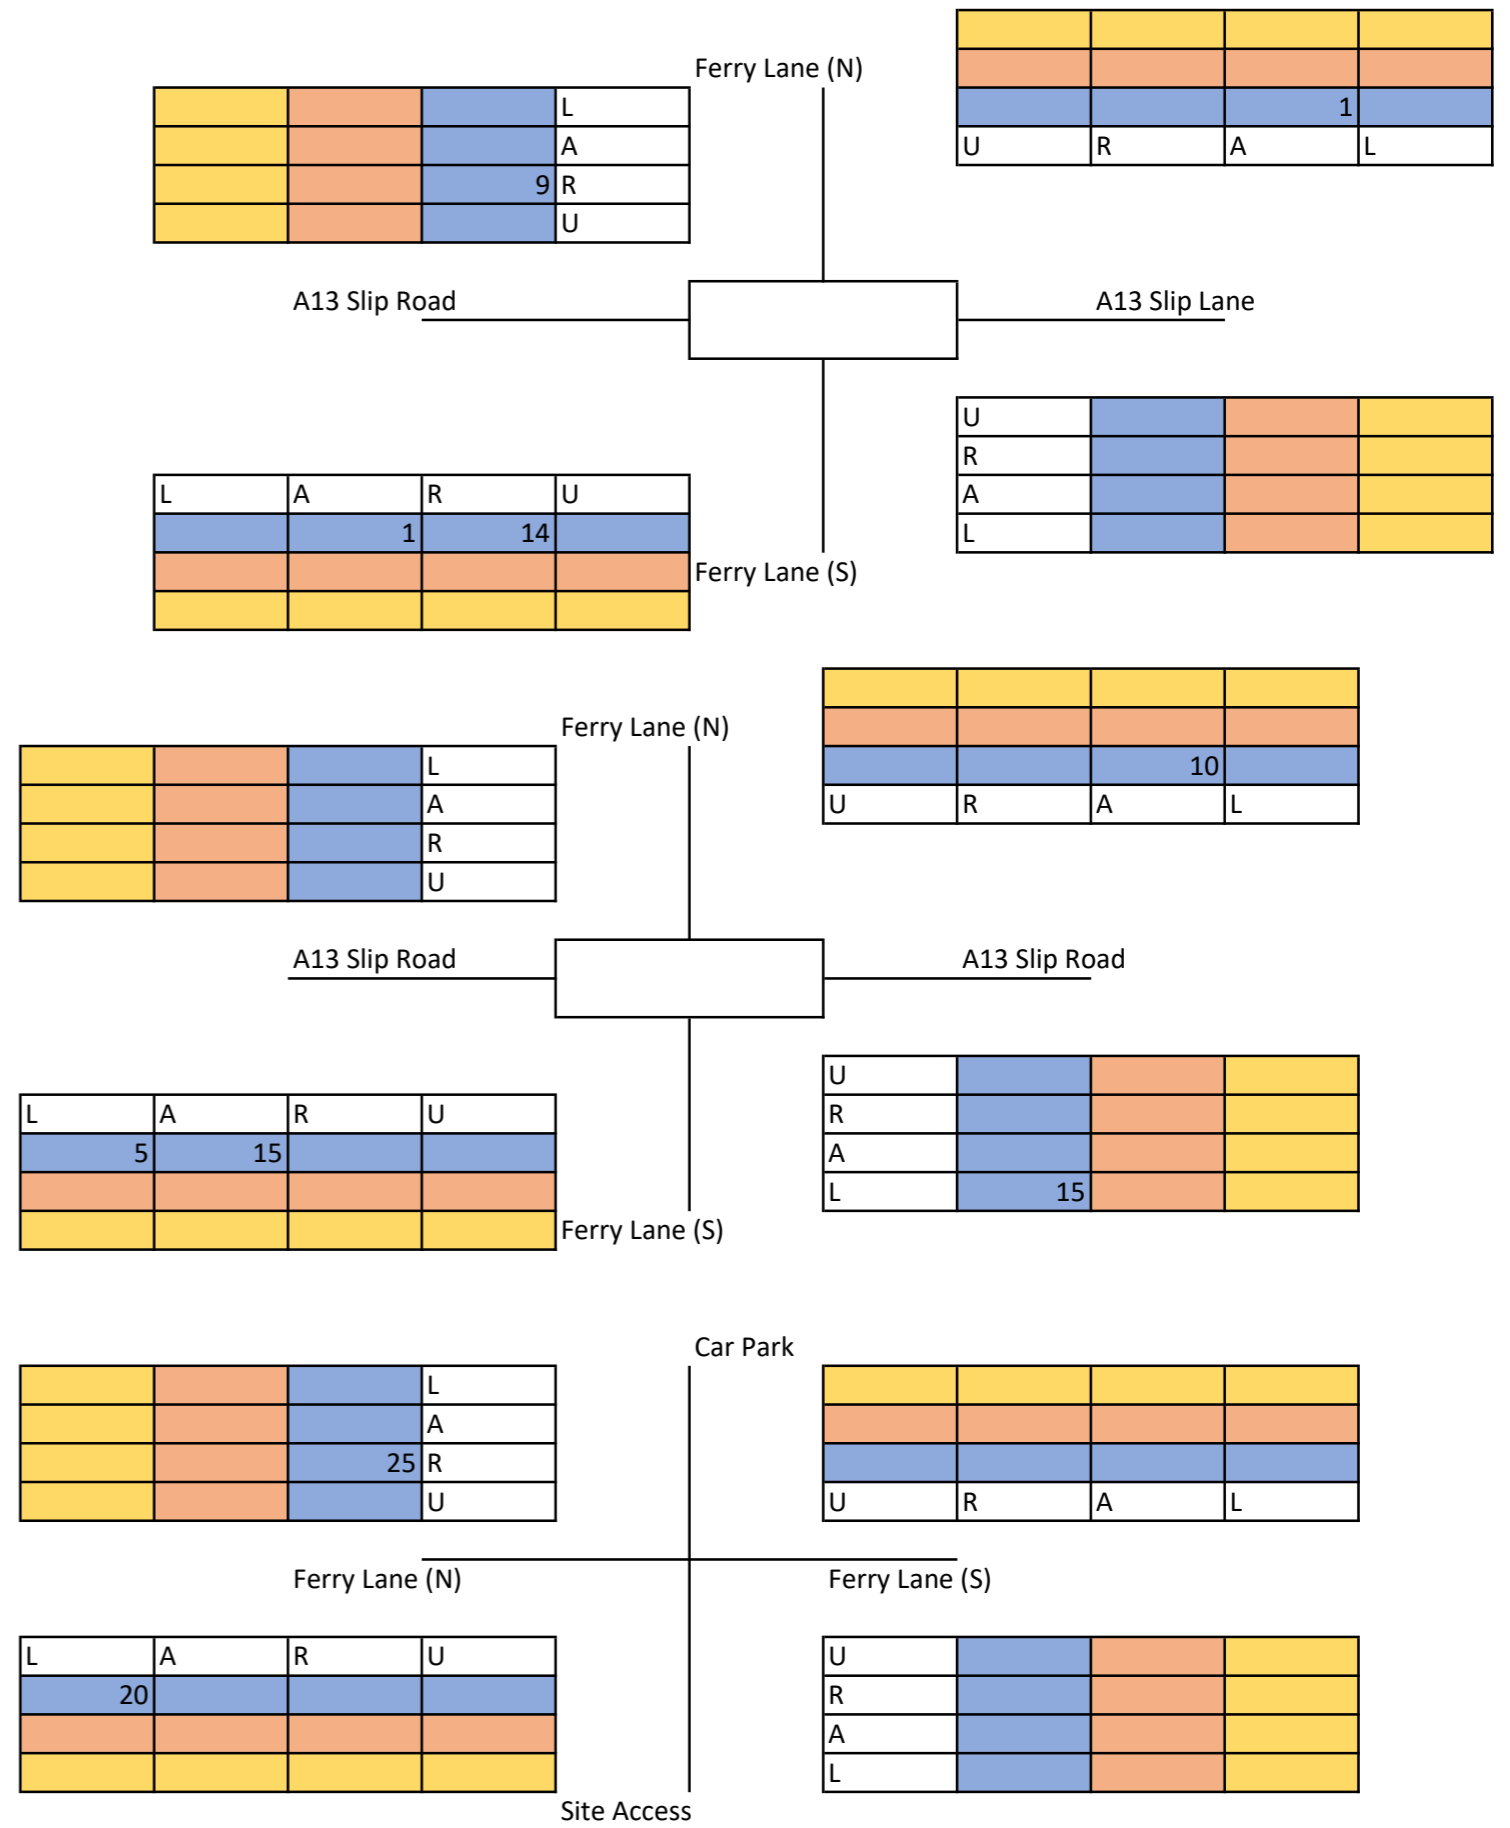 Ferry Lane (N)
L
A
9 R
U
1
U R A L
A13 Slip Road
A13 Slip Lane
L A R U
1 14
U
R
A
L
Ferry Lane (S)
Ferry Lane (N)
L
A
R
U
10
U R A L
A13 Slip Road
A13 Slip Road
L A R U
5 15
U
R
A
L 15
Ferry Lane (S)
Car Park
L
A
25 R
U
U R A L
Ferry Lane (N)
Ferry Lane (S)
L A R U
20
U
R
A
L
Site Access